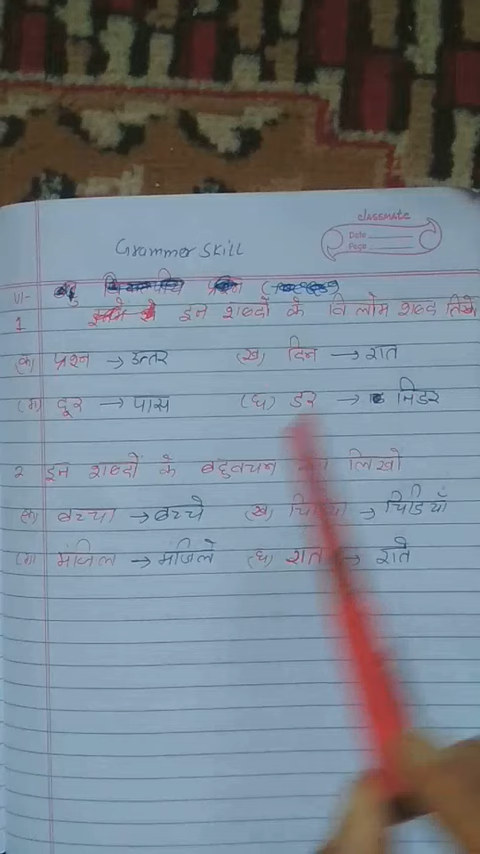 classmate
Date
Page
Grammer Skill
VI-
1 इन शब्दों के विलोम शब्द लिखे
(क) प्रश्न → उत्तर (ख) दिन → रात
(ग) दूर → पास (घ) डर → निडर
2 इन शब्दों के बहुवचन लिखो
(क) बच्चा → बच्चे (ख) → चिडियाँ
(ग) मंजिल → मंजिले (घ) रात → राते